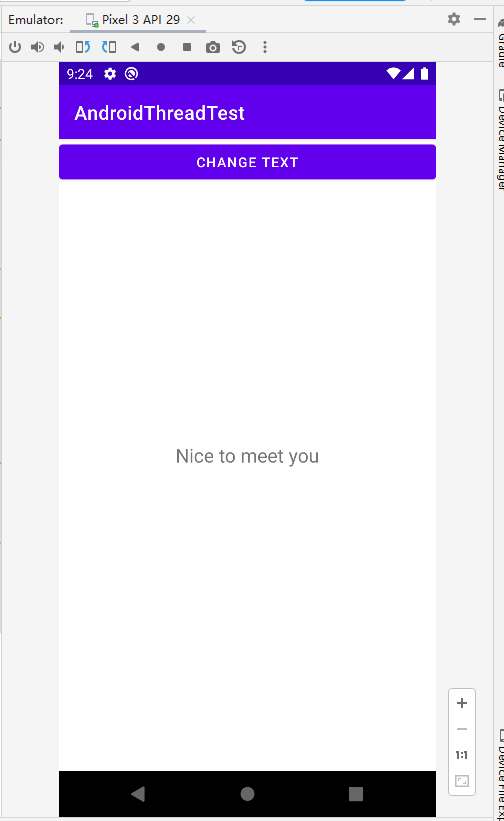 Emulator: Pixel 3 API 29
9:24
AndroidThreadTest
CHANGE TEXT
Nice to meet you
1:1
Gradle
Device Manager
Device File Exp